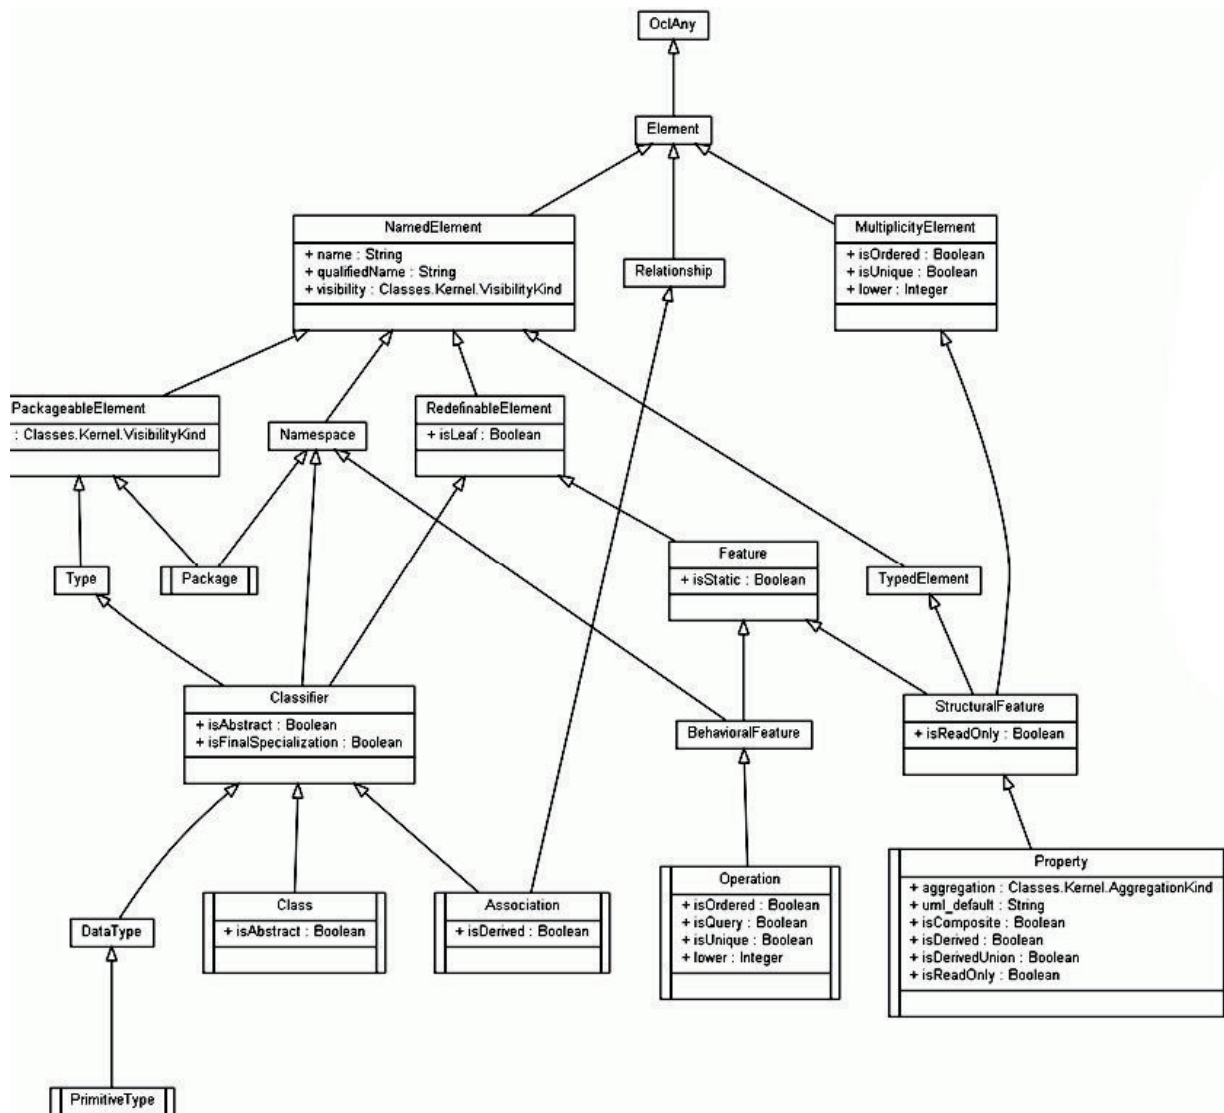 OclAny
Element
NamedElement
+ name : String
+ qualifiedName : String
+ visibility : Classes.Kernel.VisibilityKind
MultiplicityElement
+ isOrdered : Boolean
+ isUnique : Boolean
+ lower : Integer
Relationship
PackageableElement
: Classes.Kernel.VisibilityKind
Namespace
RedefinableElement
+ isLeaf : Boolean
Type
Package
Feature
+ isStatic : Boolean
TypedElement
Classifier
+ isAbstract : Boolean
+ isFinalSpecialization : Boolean
BehavioralFeature
StructuralFeature
+ isReadOnly : Boolean
DataType
Class
+ isAbstract : Boolean
Association
+ isDerived : Boolean
Operation
+ isOrdered : Boolean
+ isQuery : Boolean
+ isUnique : Boolean
+ lower : Integer
Property
+ aggregation : Classes.Kernel.AggregationKind
+ uml_default : String
+ isComposite : Boolean
+ isDerived : Boolean
+ isDerivedUnion : Boolean
+ isReadOnly : Boolean
PrimitiveType